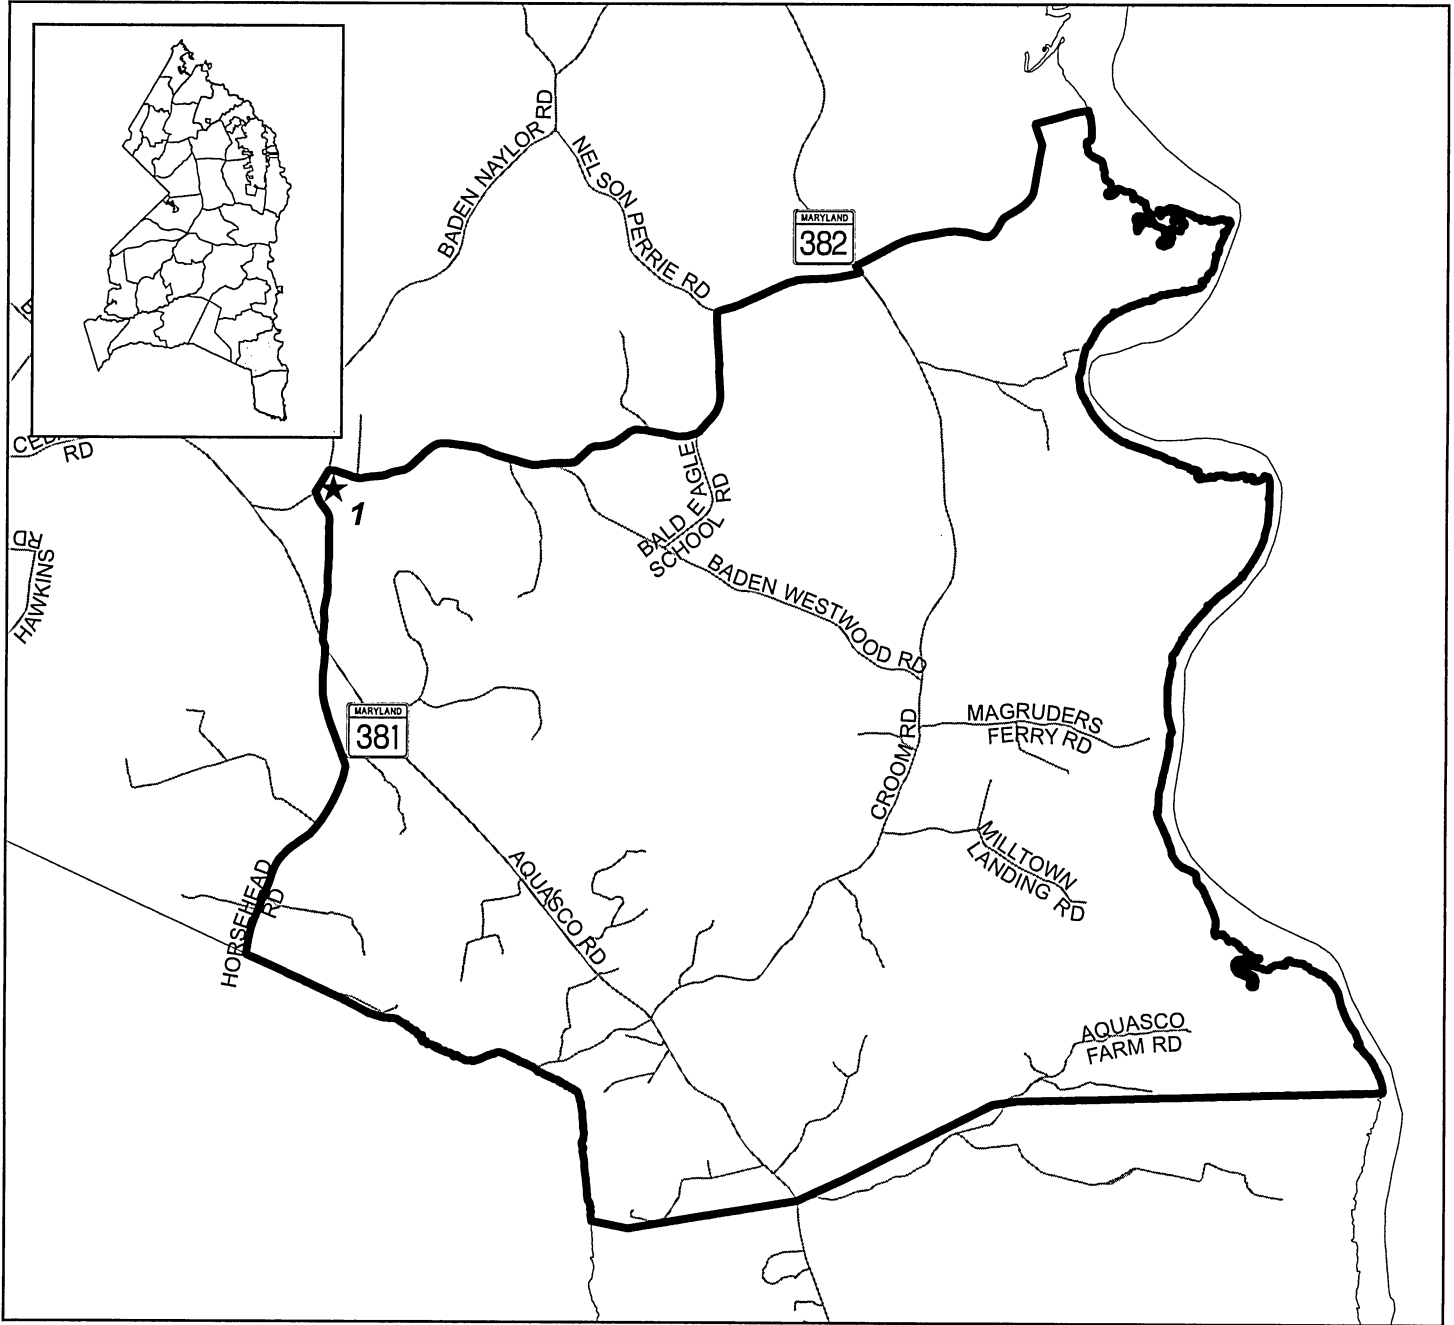 BADEN NAYLOR RD
NELSON PERRIE RD
MARYLAND
382
RD
1
RD
HAWKINS
BALD EAGLE
SCHOOL RD
BADEN WESTWOOD RD
MARYLAND
381
CROOM RD
MAGRUDERS
FERRY RD
MILLTOWN
LANDING RD
HORSEHEAD
RD
AQUASCO RD
AQUASCO
FARM RD